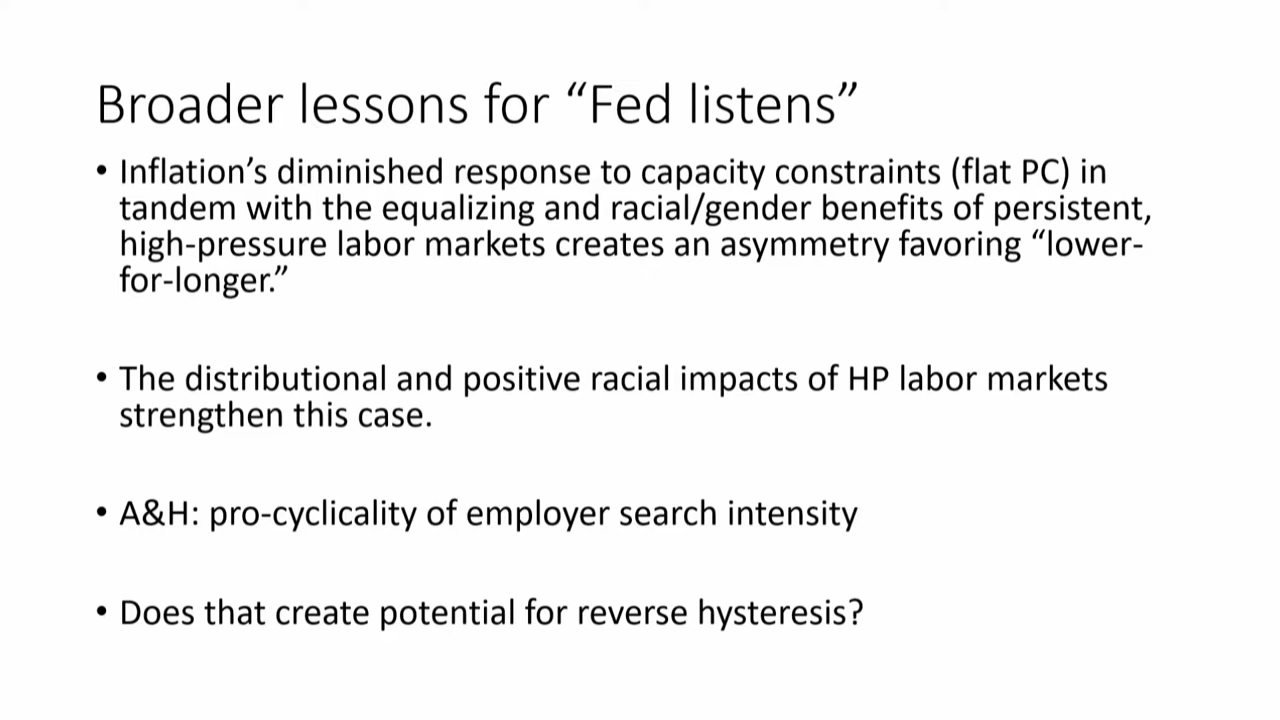 Broader lessons for “Fed listens”
• Inflation’s diminished response to capacity constraints (flat PC) in
tandem with the equalizing and racial/gender benefits of persistent,
high-pressure labor markets creates an asymmetry favoring “lower-
for-longer.”
• The distributional and positive racial impacts of HP labor markets
strengthen this case.
• A&H: pro-cyclicality of employer search intensity
• Does that create potential for reverse hysteresis?